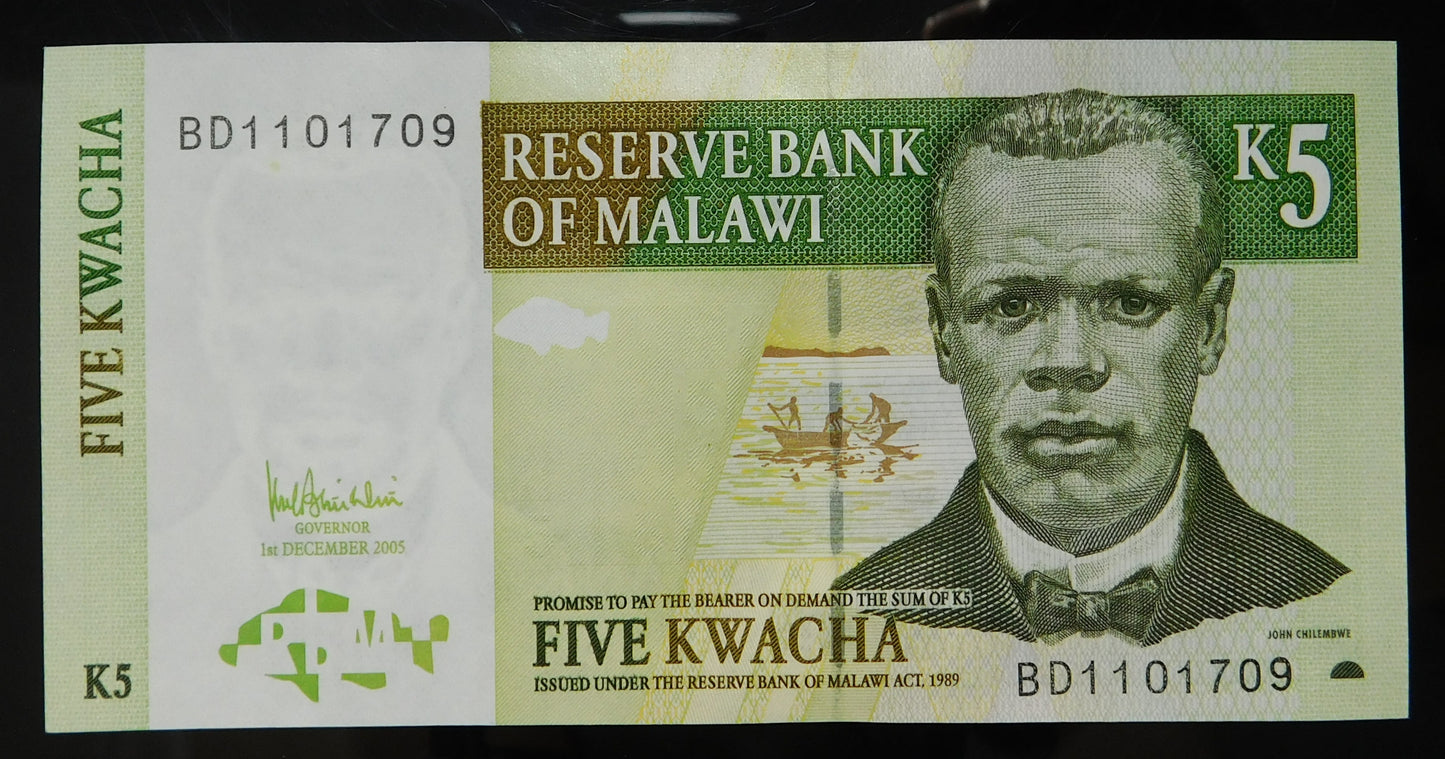 FIVE KWACHA
BD1101709
RESERVE BANK
OF MALAWI
K5
GOVERNOR
1st DECEMBER 2005
PROMISE TO PAY THE BEARER ON DEMAND THE SUM OF K5
FIVE KWACHA
ISSUED UNDER THE RESERVE BANK OF MALAWI ACT, 1989
JOHN CHILEMBWE
BD1101709
K5